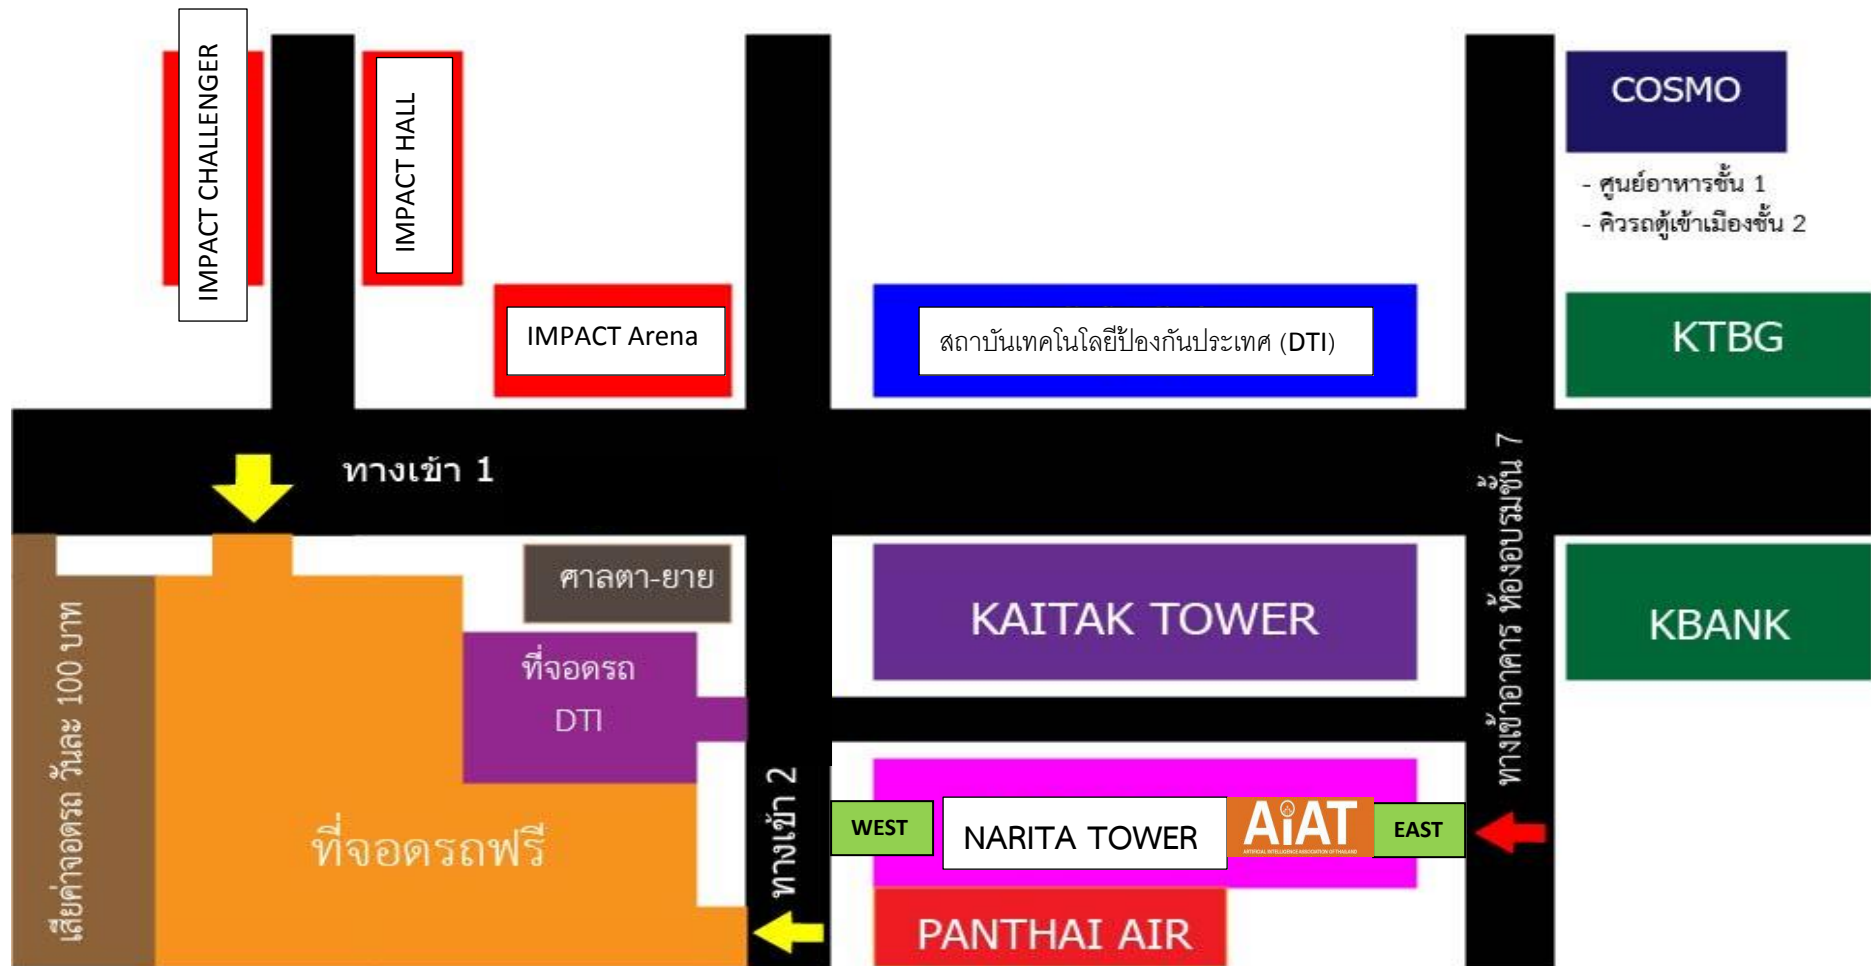 IMPACT CHALLENGER
IMPACT HALL
COSMO
- ศูนย์อาหารชั้น 1
- คิวรถตู้เข้าเมืองชั้น 2
IMPACT Arena
สถาบันเทคโนโลยีป้องกันประเทศ (DTI)
KTBG
ทางเข้า 1
ทางเข้าอาคาร ห้องอบรมชั้น 7
ศาลตา-ยาย
KAITAK TOWER
KBANK
เสียค่าจอดรถ วันละ 100 บาท
ที่จอดรถ
DTI
ที่จอดรถฟรี
ทางเข้า 2
WEST
NARITA TOWER
AiAT
ARTIFICIAL INTELLIGENCE ASSOCIATION OF THAILAND
EAST
PANTHAI AIR